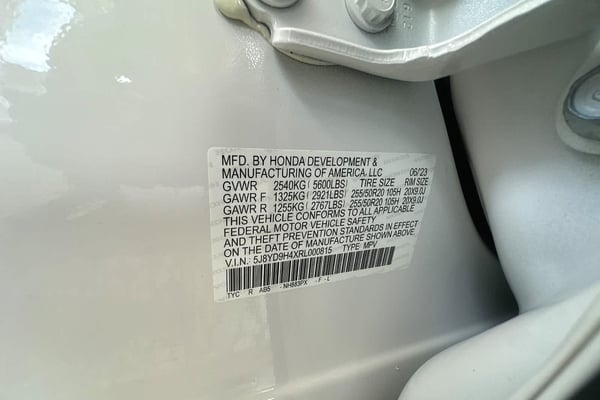 MFD. BY HONDA DEVELOPMENT &
MANUFACTURING OF AMERICA, LLC 06/23
GVWR 2540KG (5600LBS) TIRE SIZE RIM SIZE
GAWR F 1325KG (2921LBS) 255/50R20 105H 20X9.0J
GAWR R 1255KG (2767LBS) 255/50R20 105H 20X9.0J
THIS VEHICLE CONFORMS TO ALL APPLICABLE
FEDERAL MOTOR VEHICLE SAFETY
AND THEFT PREVENTION STANDARDS IN EFFECT
ON THE DATE OF MANUFACTURE SHOWN ABOVE.
V.I.N.: 5J8YD9H4XRL000815 TYPE: MPV
TYC R AB5 - NH883PX - F - L